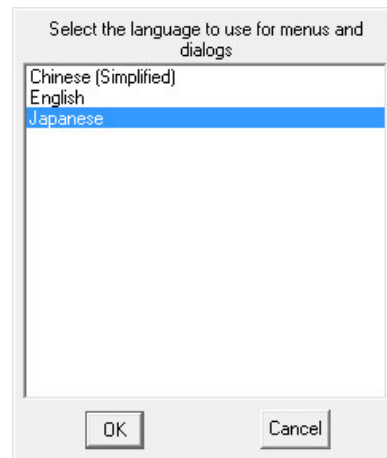 Select the language to use for menus and
dialogs
Chinese (Simplified)
English
Japanese
OK
Cancel